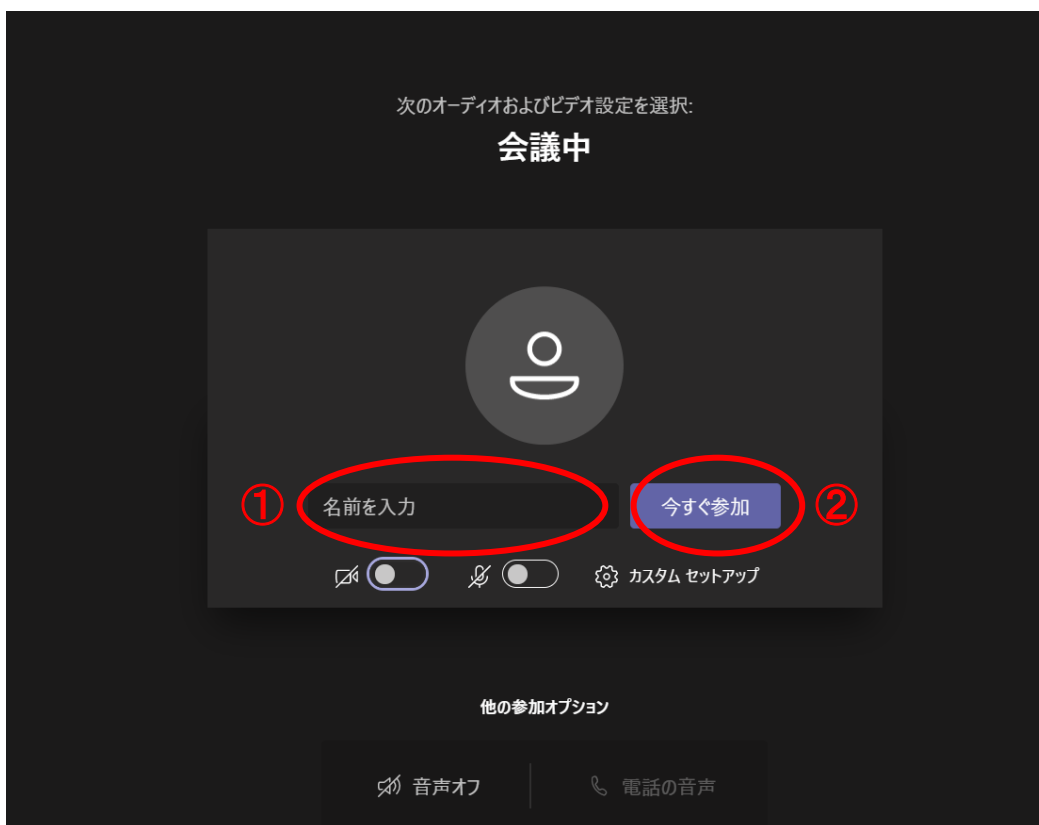 次のオーディオおよびビデオ設定を選択:
会議中
① 名前を入力 今すぐ参加 ②
カスタム セットアップ
他の参加オプション
音声オフ 電話の音声